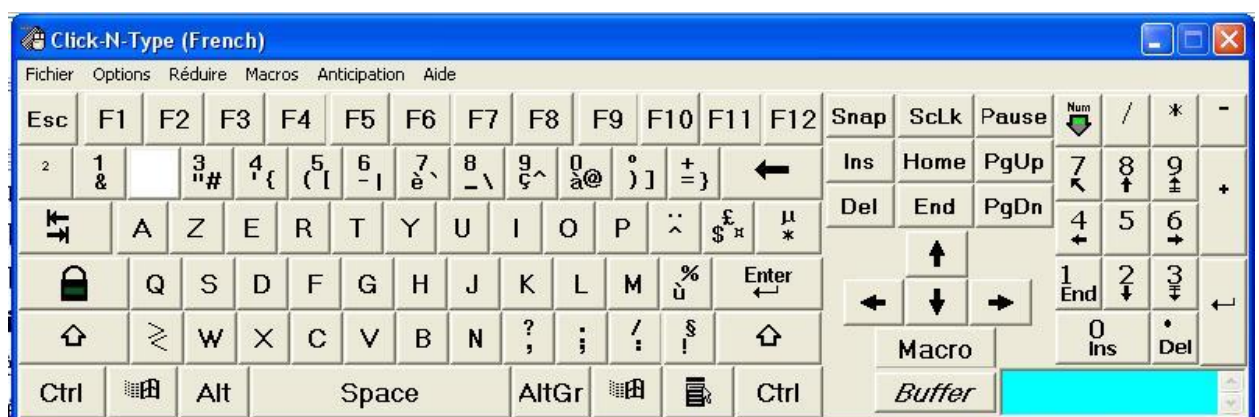 Click-N-Type (French)
Fichier Options Réduire Macros Anticipation Aide
Esc F1 F2 F3 F4 F5 F6 F7 F8 F9 F10 F11 F12 Snap ScLk Pause Num / * -
² 1 & 3 " # 4 ' { 5 ( [ 6 - | 7 è ` 8 _ \ 9 ç ^ 0 à @ ° ) ] + = } ← Ins Home PgUp 7 8 9 +
A Z E R T Y U I O P ¨ ^ £ $ ¤ µ * Del End PgDn 4 5 6
Q S D F G H J K L M % ù Enter 1 End 2 3
≷ W X C V B N ? , . ; / : § ! Macro 0 Ins . Del
Ctrl Alt Space AltGr Ctrl Buffer